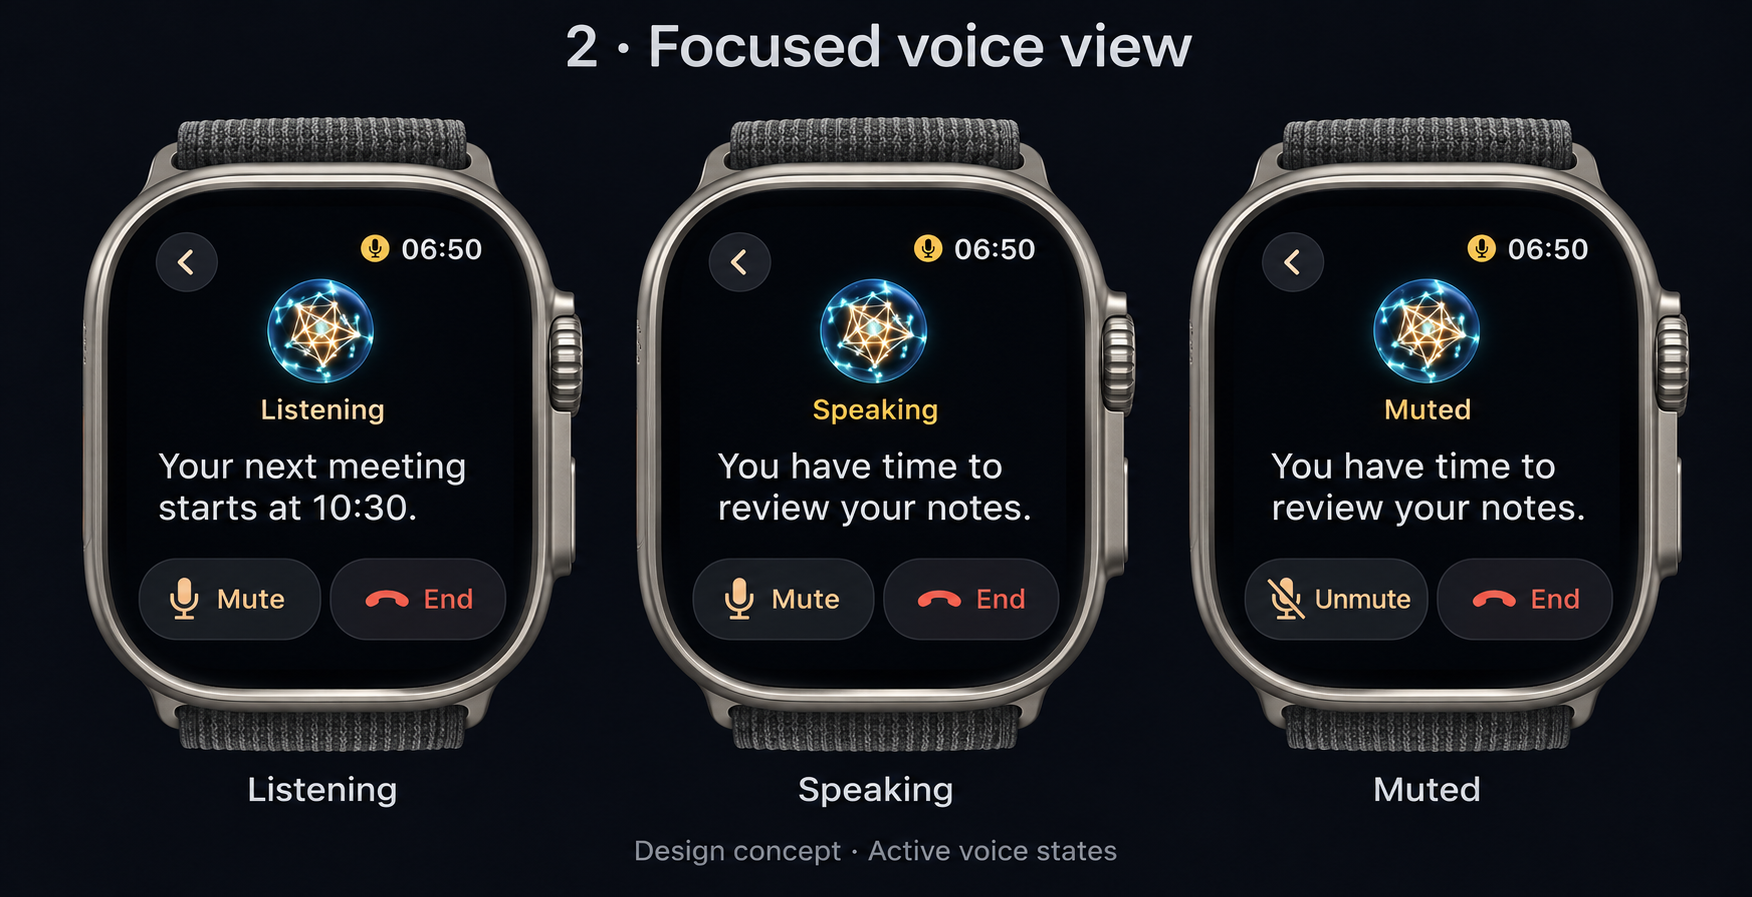 2 · Focused voice view
06:50
Listening
Your next meeting
starts at 10:30.
Mute
End
Listening
06:50
Speaking
You have time to
review your notes.
Mute
End
Speaking
06:50
Muted
You have time to
review your notes.
Unmute
End
Muted
Design concept · Active voice states